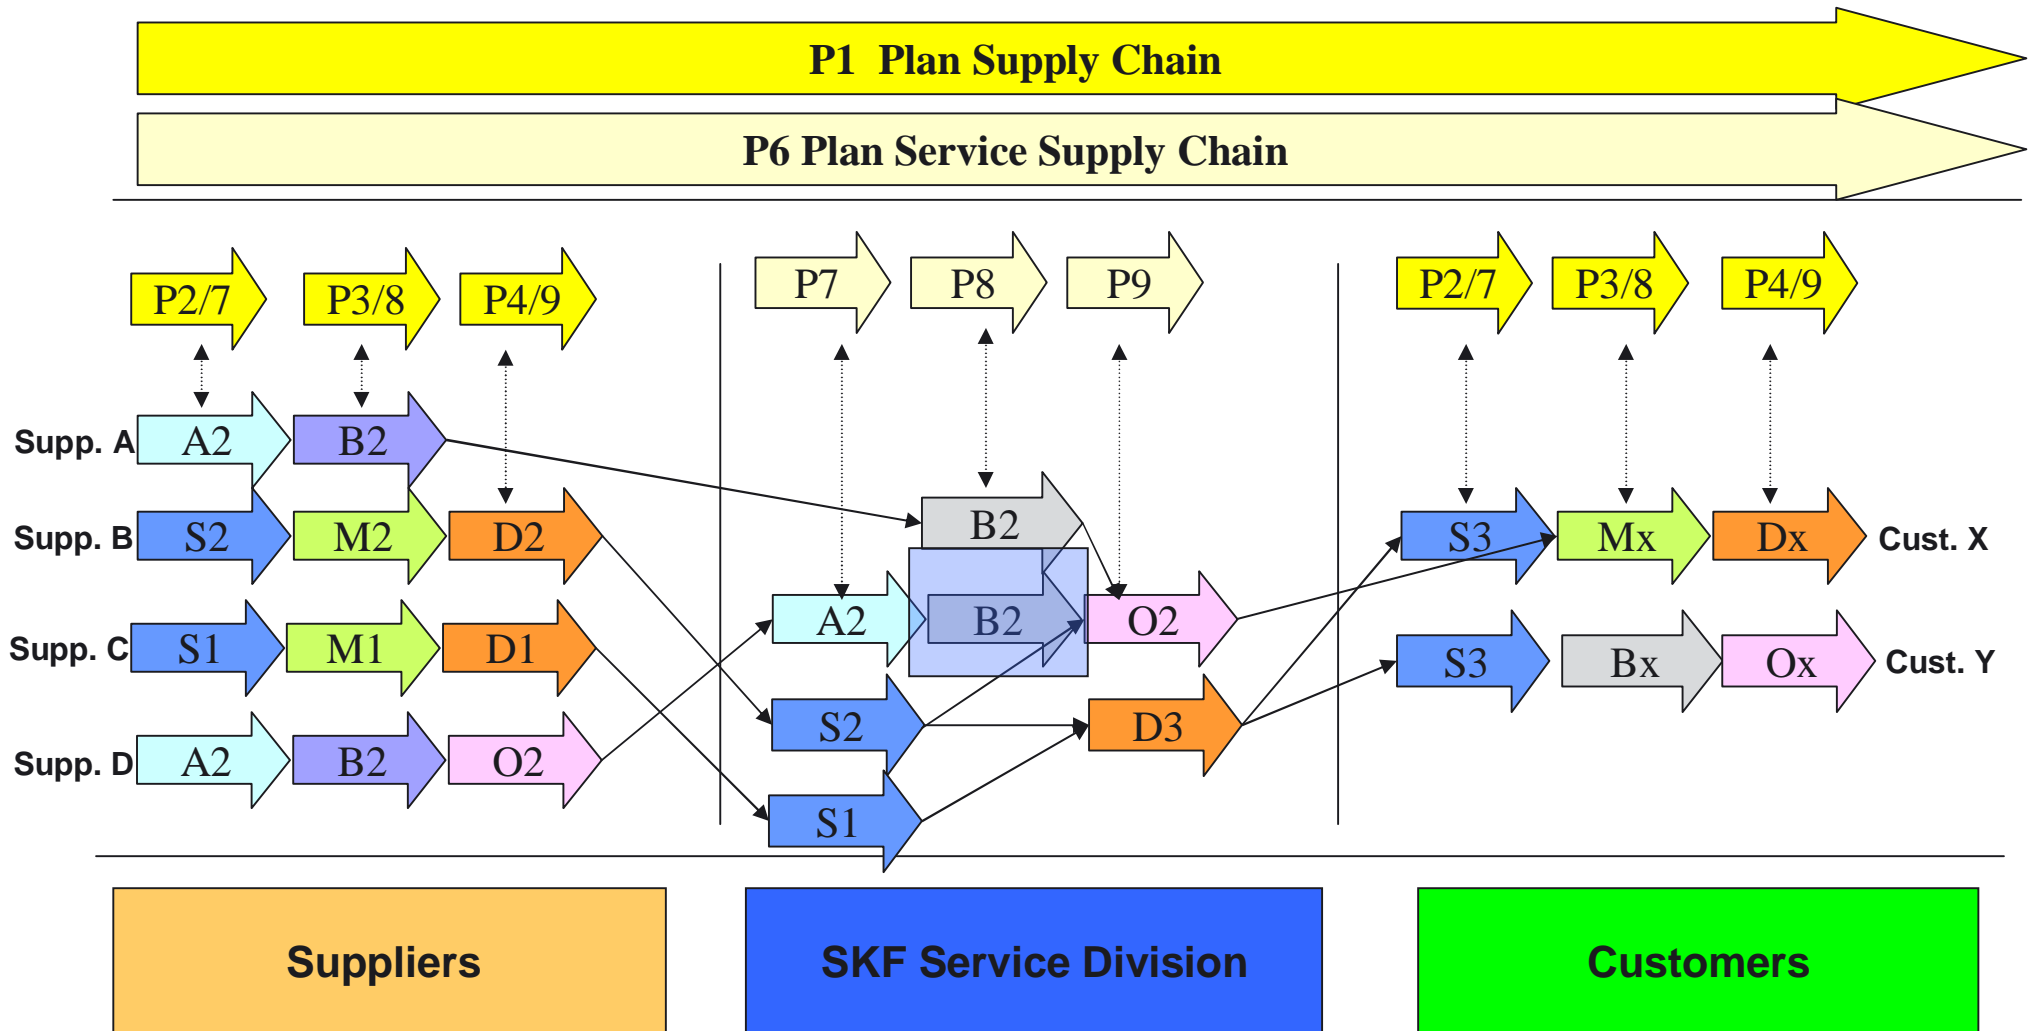 P1  Plan Supply Chain
P6 Plan Service Supply Chain
P2/7 P3/8 P4/9 P7 P8 P9 P2/7 P3/8 P4/9
Supp. A A2 B2
B2
Supp. B S2 M2 D2 S3 Mx Dx Cust. X
A2 B2 O2
Supp. C S1 M1 D1 S3 Bx Ox Cust. Y
S2 D3
Supp. D A2 B2 O2
S1
Suppliers SKF Service Division Customers